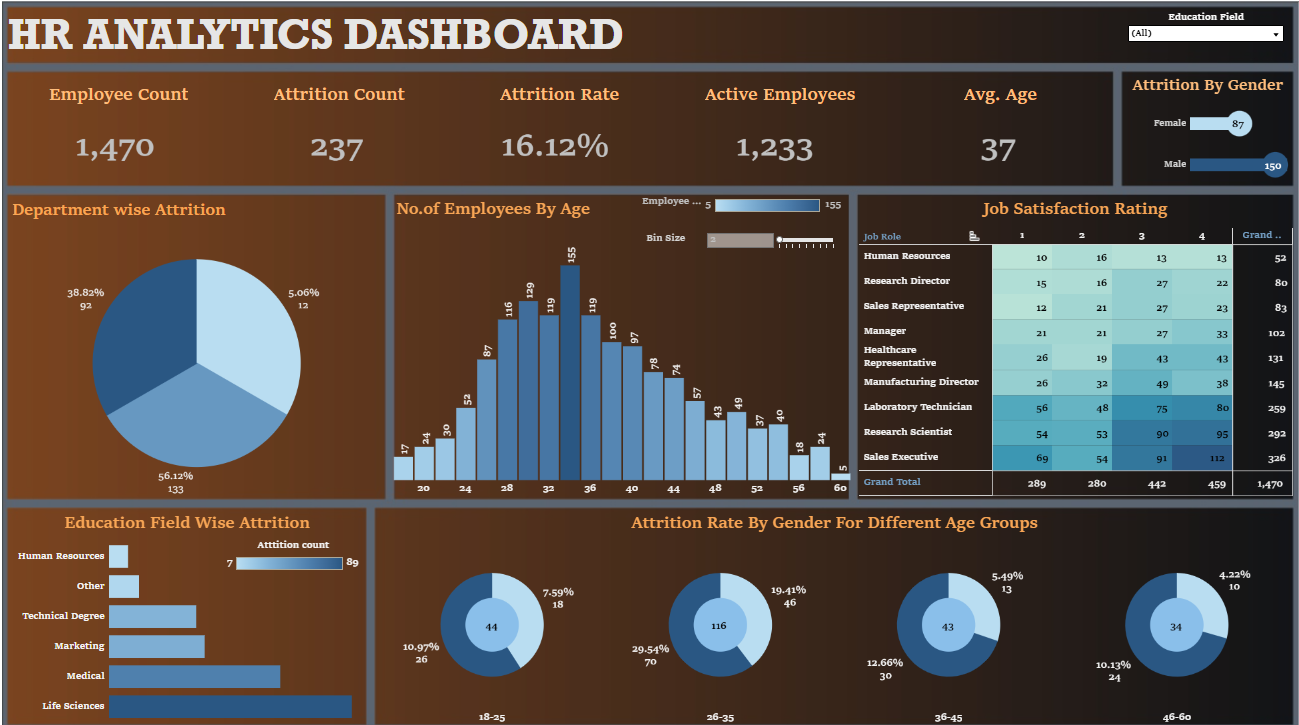 HR ANALYTICS DASHBOARD
Education Field
(All)
Employee Count
Attrition Count
Attrition Rate
Active Employees
Avg. Age
1,470
237
16.12%
1,233
37
Attrition By Gender
Female
87
Male
150
Department wise Attrition
38.82%
92
5.06%
12
56.12%
133
No.of Employees By Age
Employee ...
5
155
Bin Size
2
17
24
30
52
87
116
129
119
155
119
100
97
78
74
57
43
49
37
40
18
24
5
20
24
28
32
36
40
44
48
52
56
60
Job Satisfaction Rating
Job Role 1 2 3 4 Grand ..
Human Resources 10 16 13 13 52
Research Director 15 16 27 22 80
Sales Representative 12 21 27 23 83
Manager 21 21 27 33 102
Healthcare
Representative 26 19 43 43 131
Manufacturing Director 26 32 49 38 145
Laboratory Technician 56 48 75 80 259
Research Scientist 54 53 90 95 292
Sales Executive 69 54 91 112 326
Grand Total 289 280 442 459 1,470
Education Field Wise Attrition
Attition count
7
89
Human Resources
Other
Technical Degree
Marketing
Medical
Life Sciences
Attrition Rate By Gender For Different Age Groups
7.59%
18
44
10.97%
26
18-25
19.41%
46
116
29.54%
70
26-35
5.49%
13
43
12.66%
30
36-45
4.22%
10
34
10.13%
24
46-60